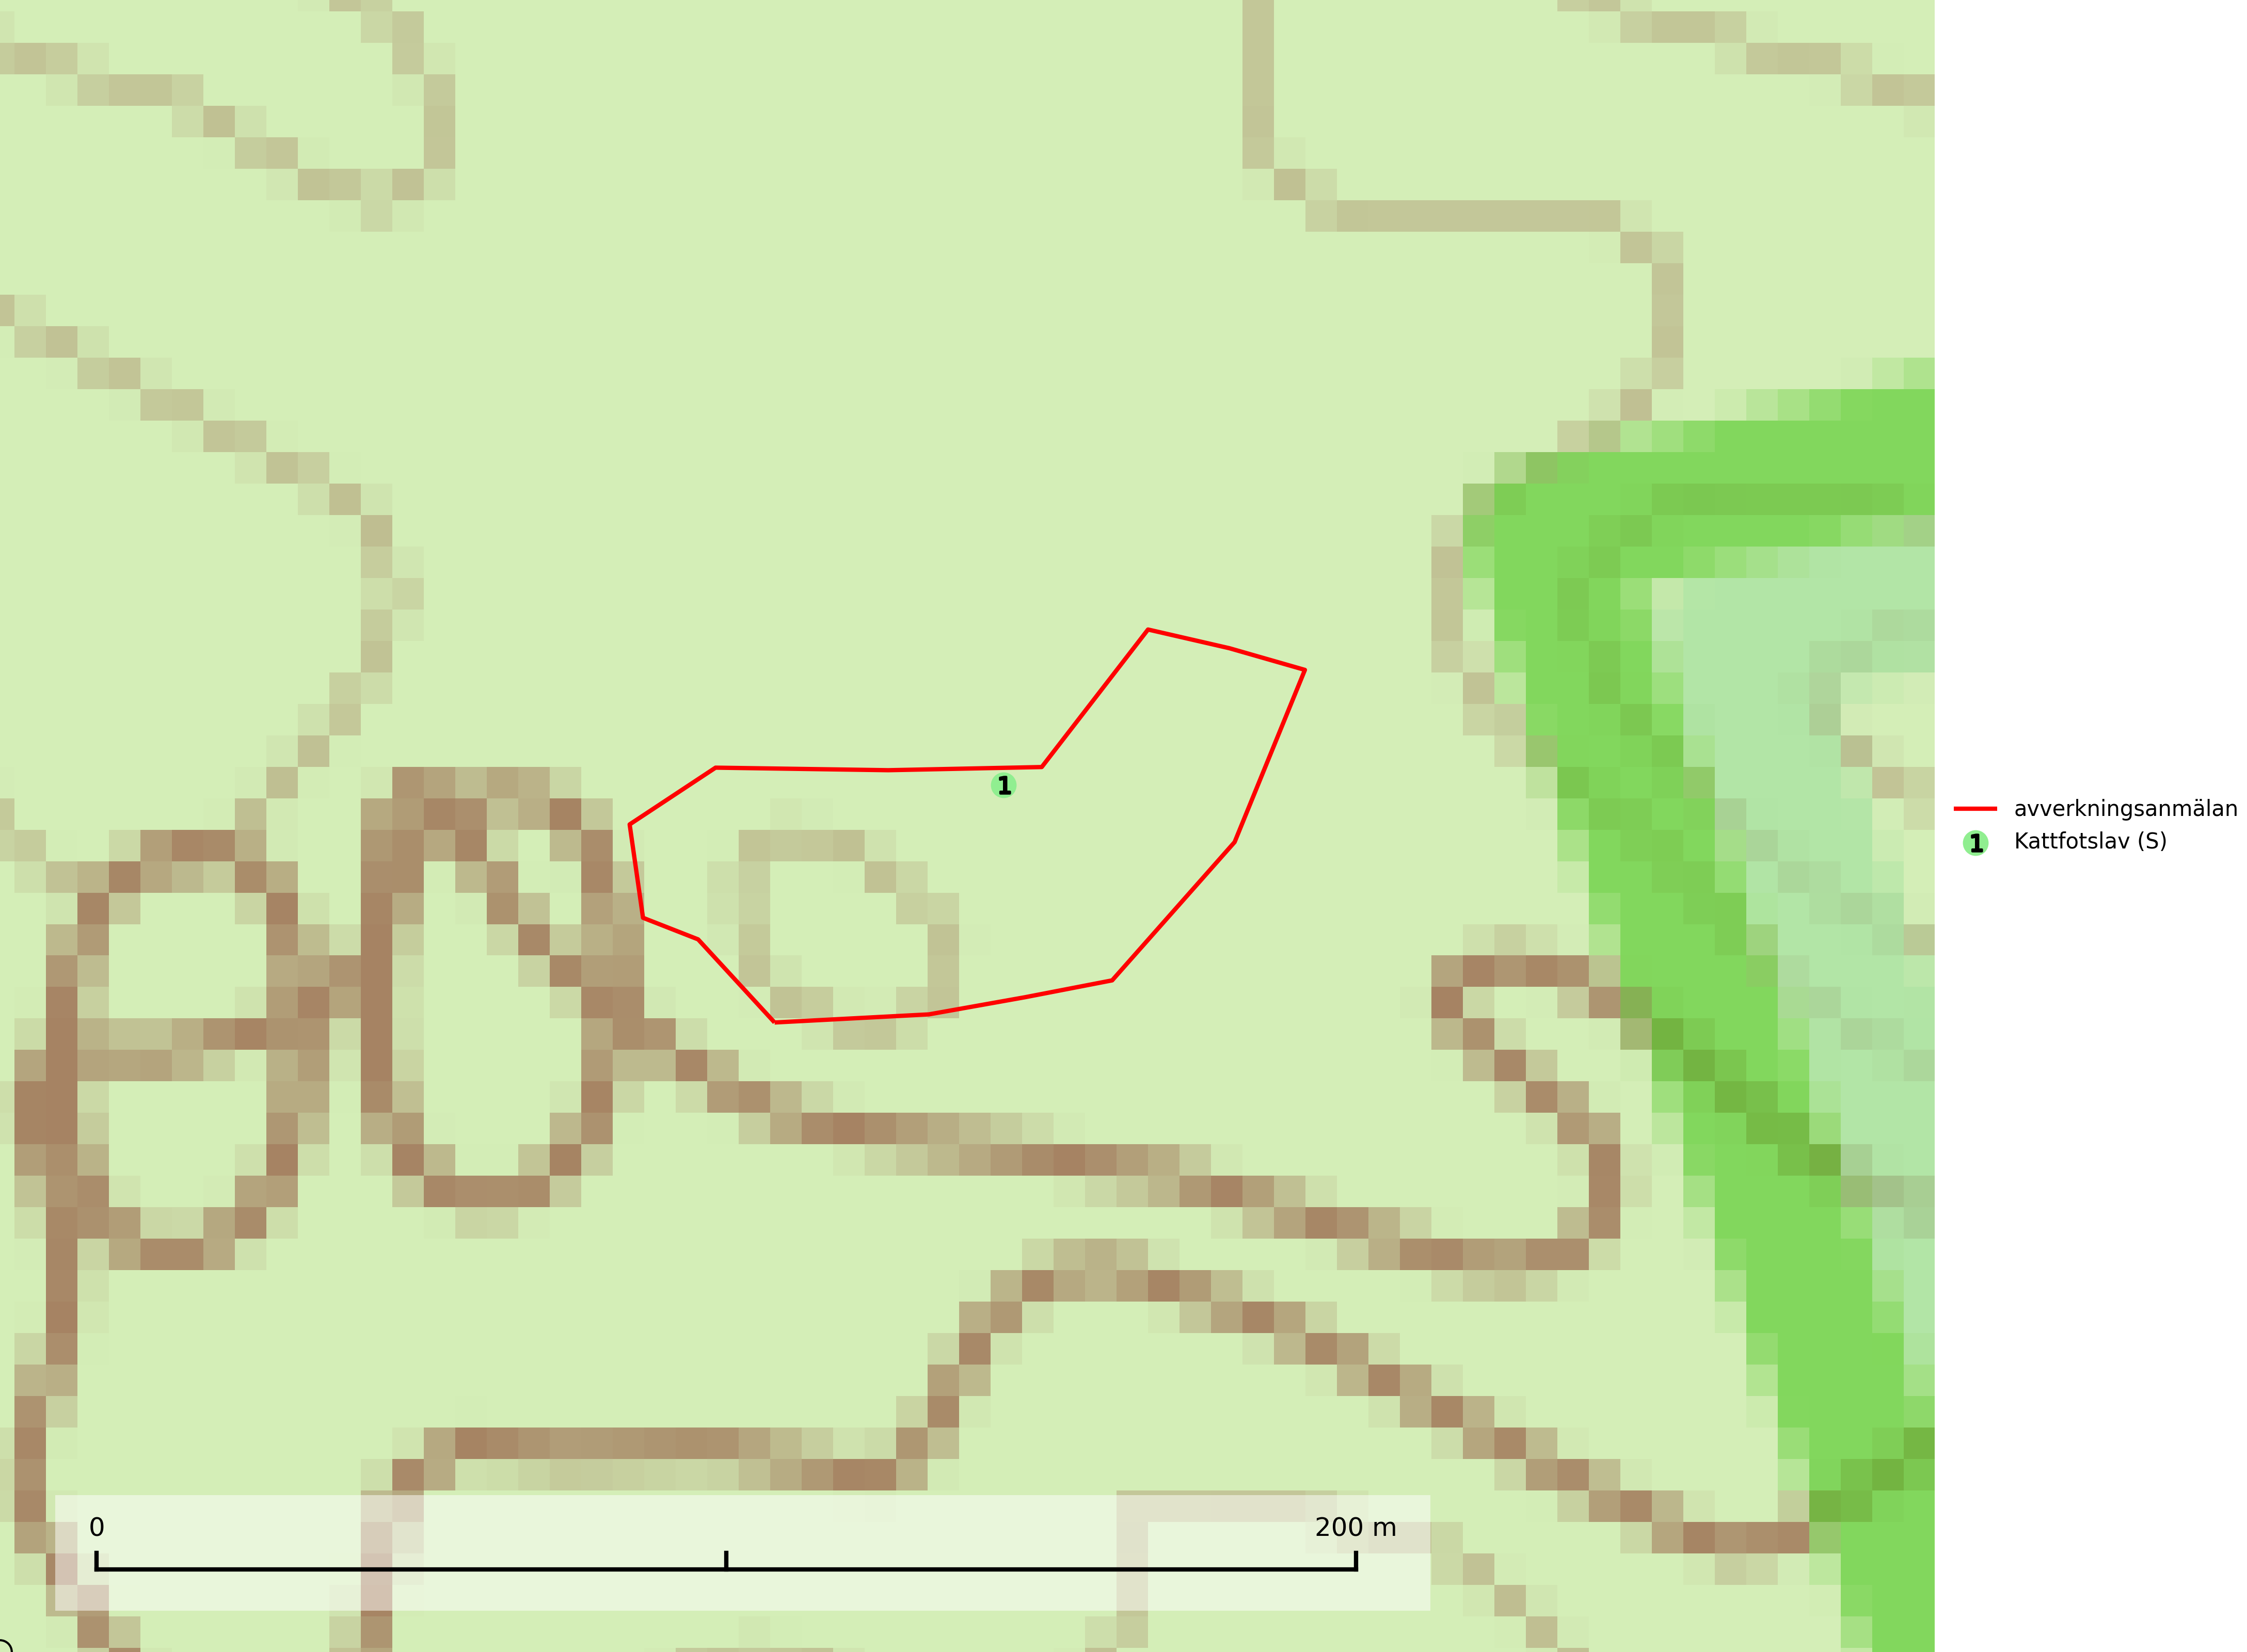 1
avverkningsanmälan
1 Kattfotslav (S)
0 200 m